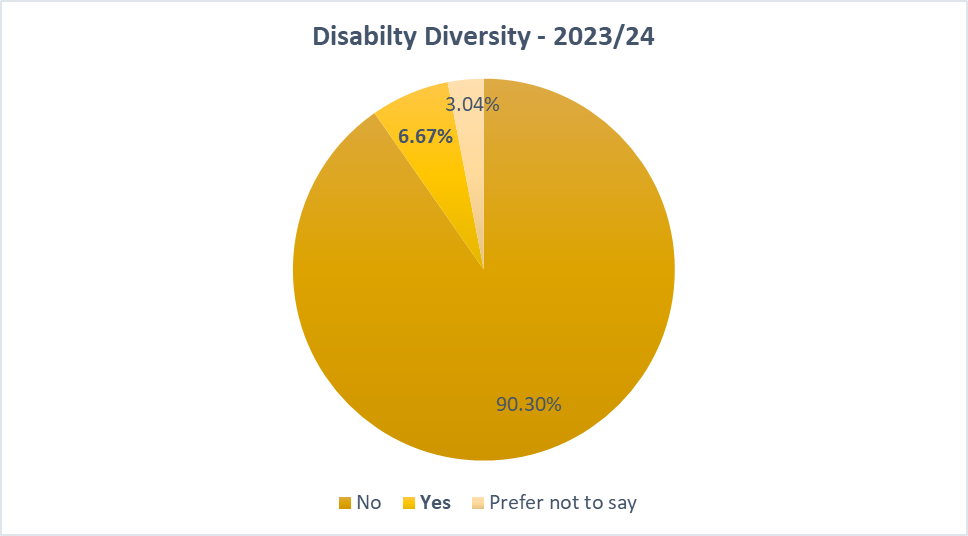 Disabilty Diversity - 2023/24
3.04%
6.67%
90.30%
No Yes Prefer not to say